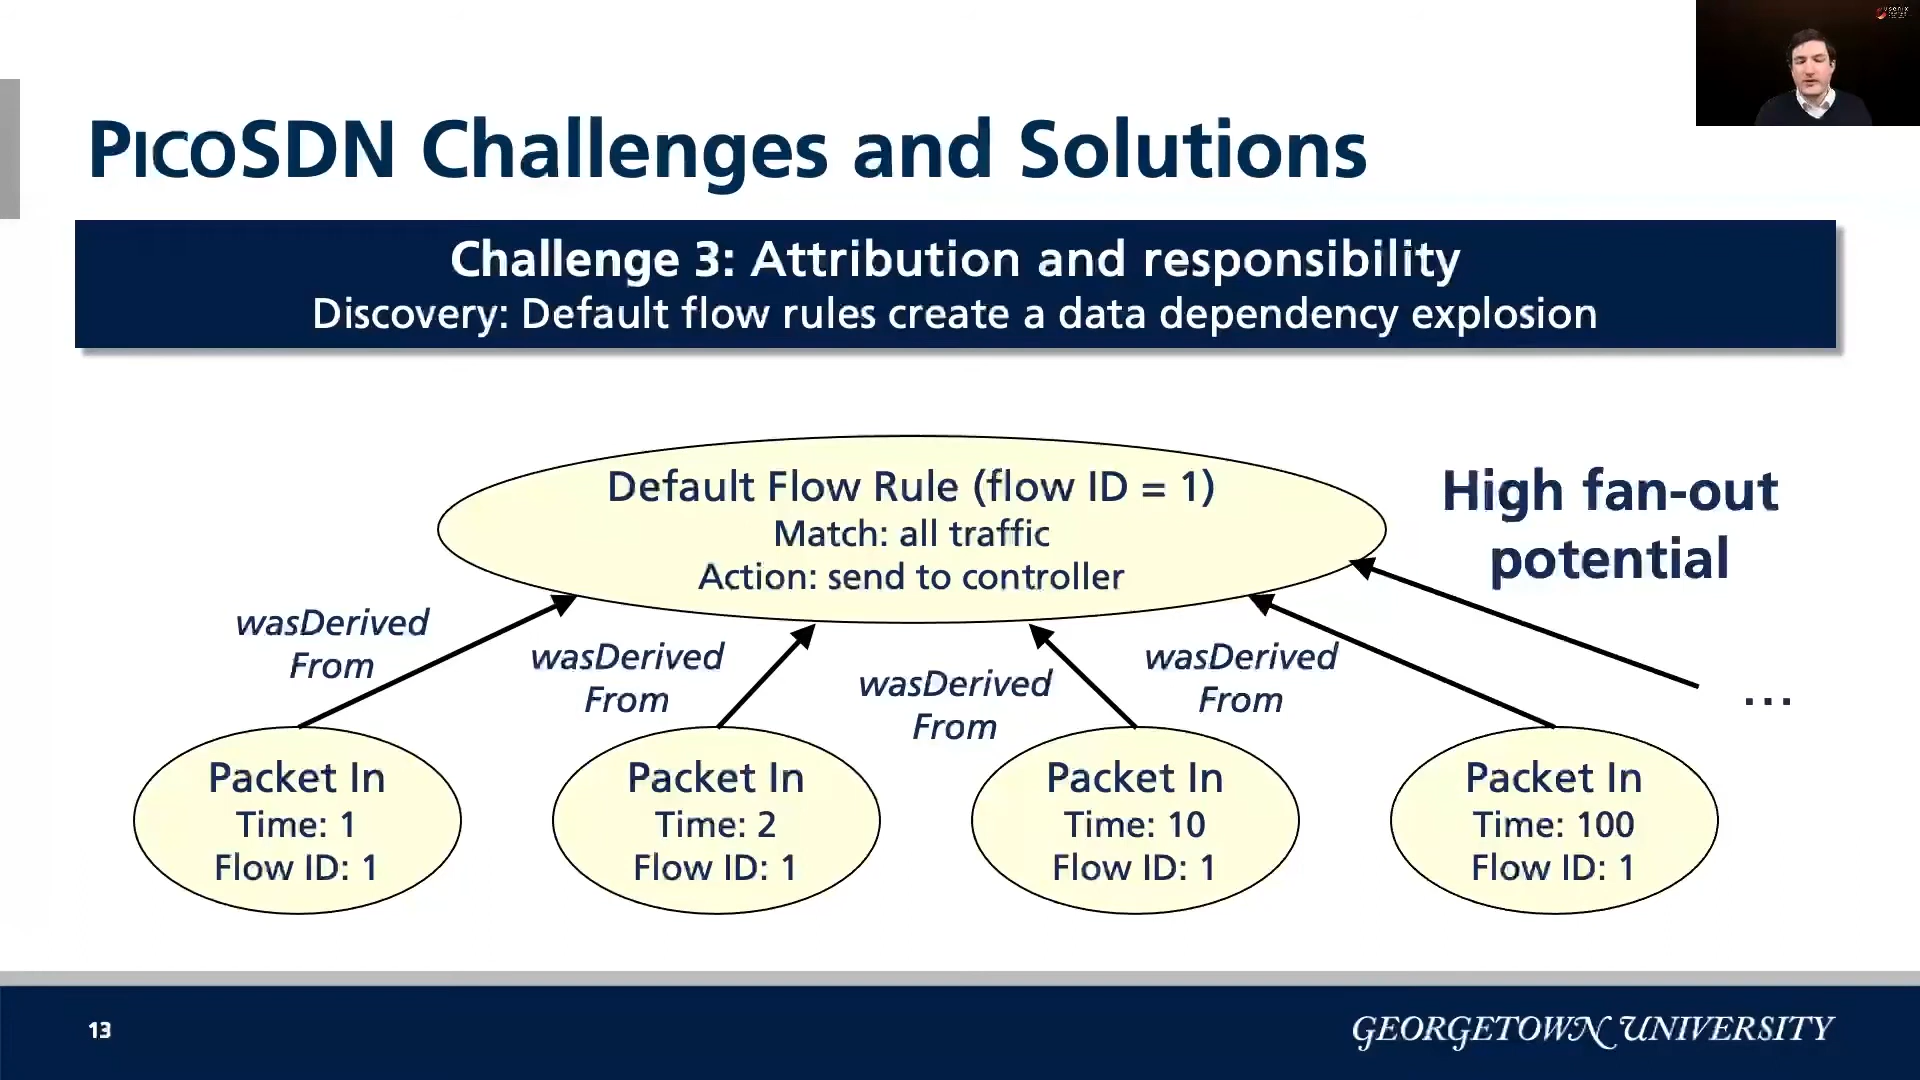 PICOSDN Challenges and Solutions
Challenge 3: Attribution and responsibility
Discovery: Default flow rules create a data dependency explosion
Default Flow Rule (flow ID = 1)
Match: all traffic
Action: send to controller
High fan-out
potential
wasDerived
From
wasDerived
From
wasDerived
From
wasDerived
From
...
Packet In
Time: 1
Flow ID: 1
Packet In
Time: 2
Flow ID: 1
Packet In
Time: 10
Flow ID: 1
Packet In
Time: 100
Flow ID: 1
13
GEORGETOWN UNIVERSITY